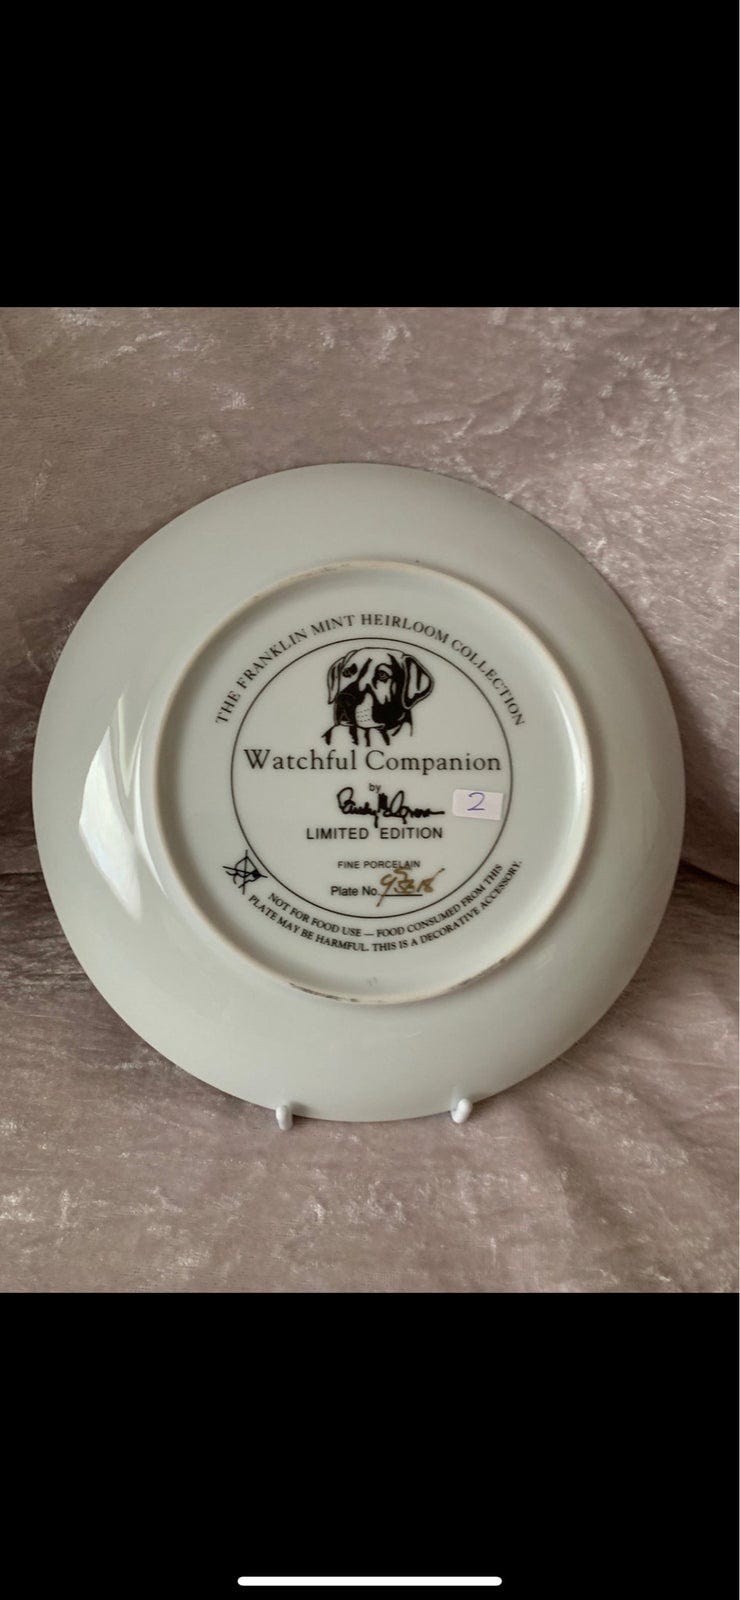 THE FRANKLIN MINT HEIRLOOM COLLECTION
Watchful Companion
by
2
LIMITED EDITION
FINE PORCELAIN
Plate No.
NOT FOR FOOD USE — FOOD CONSUMED FROM THIS
PLATE MAY BE HARMFUL. THIS IS A DECORATIVE ACCESSORY.